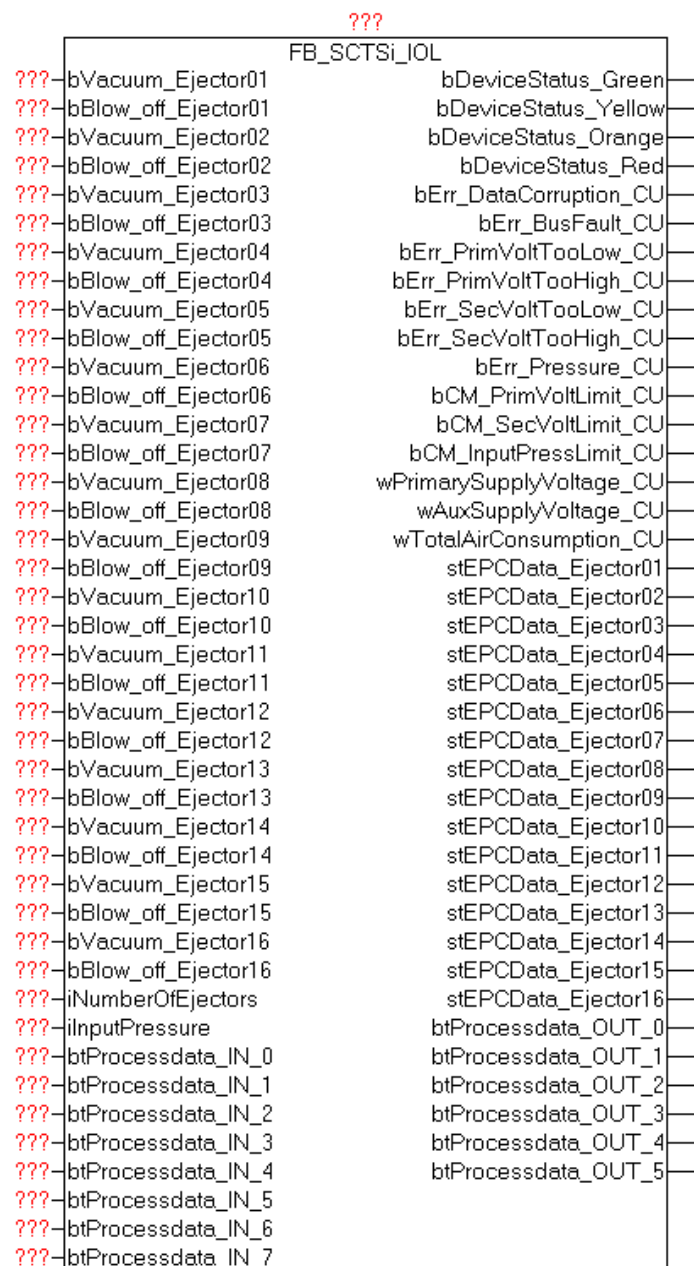 ???
FB_SCTSi_IOL
??? bVacuum_Ejector01 bDeviceStatus_Green
??? bBlow_off_Ejector01 bDeviceStatus_Yellow
??? bVacuum_Ejector02 bDeviceStatus_Orange
??? bBlow_off_Ejector02 bDeviceStatus_Red
??? bVacuum_Ejector03 bErr_DataCorruption_CU
??? bBlow_off_Ejector03 bErr_BusFault_CU
??? bVacuum_Ejector04 bErr_PrimVoltTooLow_CU
??? bBlow_off_Ejector04 bErr_PrimVoltTooHigh_CU
??? bVacuum_Ejector05 bErr_SecVoltTooLow_CU
??? bBlow_off_Ejector05 bErr_SecVoltTooHigh_CU
??? bVacuum_Ejector06 bErr_Pressure_CU
??? bBlow_off_Ejector06 bCM_PrimVoltLimit_CU
??? bVacuum_Ejector07 bCM_SecVoltLimit_CU
??? bBlow_off_Ejector07 bCM_InputPressLimit_CU
??? bVacuum_Ejector08 wPrimarySupplyVoltage_CU
??? bBlow_off_Ejector08 wAuxSupplyVoltage_CU
??? bVacuum_Ejector09 wTotalAirConsumption_CU
??? bBlow_off_Ejector09 stEPCData_Ejector01
??? bVacuum_Ejector10 stEPCData_Ejector02
??? bBlow_off_Ejector10 stEPCData_Ejector03
??? bVacuum_Ejector11 stEPCData_Ejector04
??? bBlow_off_Ejector11 stEPCData_Ejector05
??? bVacuum_Ejector12 stEPCData_Ejector06
??? bBlow_off_Ejector12 stEPCData_Ejector07
??? bVacuum_Ejector13 stEPCData_Ejector08
??? bBlow_off_Ejector13 stEPCData_Ejector09
??? bVacuum_Ejector14 stEPCData_Ejector10
??? bBlow_off_Ejector14 stEPCData_Ejector11
??? bVacuum_Ejector15 stEPCData_Ejector12
??? bBlow_off_Ejector15 stEPCData_Ejector13
??? bVacuum_Ejector16 stEPCData_Ejector14
??? bBlow_off_Ejector16 stEPCData_Ejector15
??? iNumberOfEjectors stEPCData_Ejector16
??? iInputPressure btProcessdata_OUT_0
??? btProcessdata_IN_0 btProcessdata_OUT_1
??? btProcessdata_IN_1 btProcessdata_OUT_2
??? btProcessdata_IN_2 btProcessdata_OUT_3
??? btProcessdata_IN_3 btProcessdata_OUT_4
??? btProcessdata_IN_4 btProcessdata_OUT_5
??? btProcessdata_IN_5
??? btProcessdata_IN_6
??? btProcessdata_IN_7